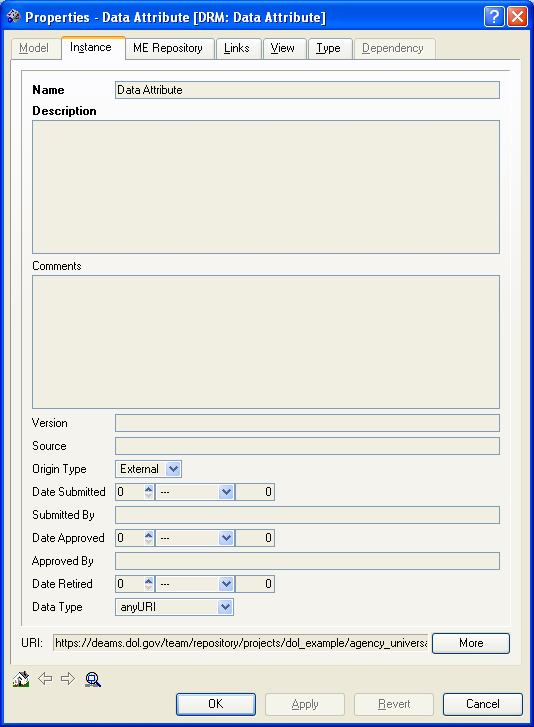 Properties - Data Attribute [DRM: Data Attribute]
Model Instance ME Repository Links View Type Dependency
Name Data Attribute
Description
Comments
Version
Source
Origin Type External
Date Submitted 0 --- 0
Submitted By
Date Approved 0 --- 0
Approved By
Date Retired 0 --- 0
Data Type anyURI
URI: https://deams.dol.gov/team/repository/projects/dol_example/agency_universa More
OK Apply Revert Cancel